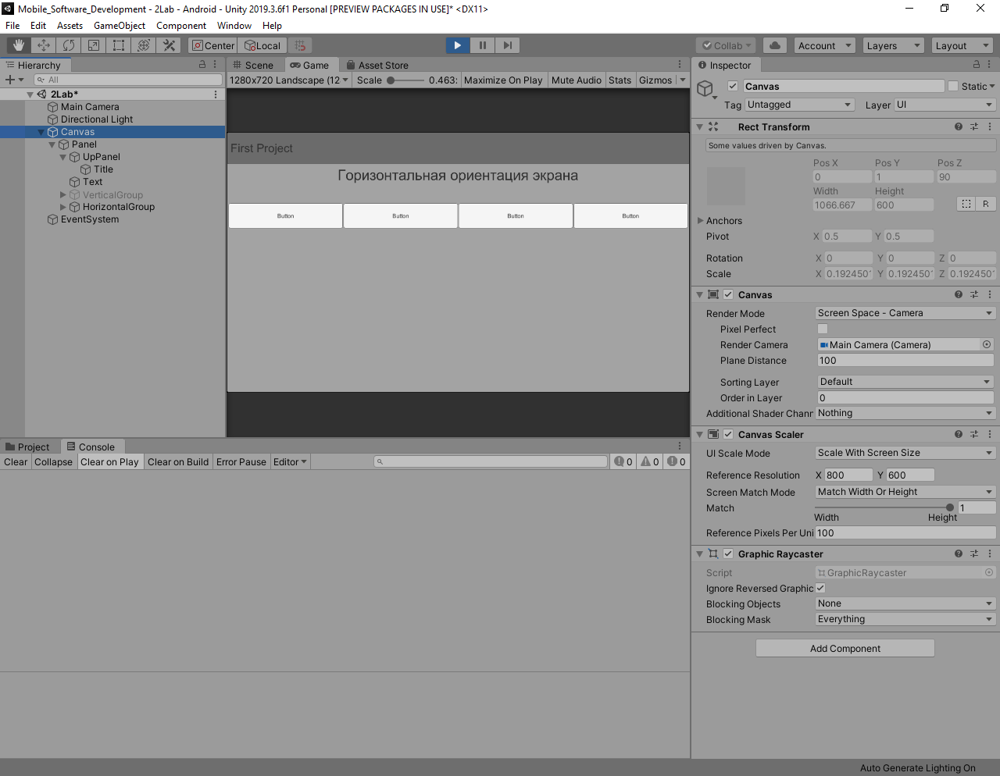 Mobile_Software_Development - 2Lab - Android - Unity 2019.3.6f1 Personal [PREVIEW PACKAGES IN USE]* <DX11>
File Edit Assets GameObject Component Window Help
Center Local Collab Account Layers Layout
Hierarchy
All
2Lab*
Main Camera
Directional Light
Canvas
Panel
UpPanel
Title
Text
VerticalGroup
HorizontalGroup
EventSystem
Scene Game Asset Store
1280x720 Landscape (12 Scale 0.463: Maximize On Play Mute Audio Stats Gizmos
First Project
Горизонтальная ориентация экрана
Button Button Button Button
Project Console
Clear Collapse Clear on Play Clear on Build Error Pause Editor 0 0 0
Inspector
Canvas Static
Tag Untagged Layer UI
Rect Transform
Some values driven by Canvas.
Pos X Pos Y Pos Z
0 1 90
Width Height
1066.667 600 R
Anchors
Pivot X 0.5 Y 0.5
Rotation X 0 Y 0 Z 0
Scale X 0.192450 Y 0.192450 Z 0.192450
Canvas
Render Mode Screen Space - Camera
Pixel Perfect
Render Camera Main Camera (Camera)
Plane Distance 100
Sorting Layer Default
Order in Layer 0
Additional Shader Chanr Nothing
Canvas Scaler
UI Scale Mode Scale With Screen Size
Reference Resolution X 800 Y 600
Screen Match Mode Match Width Or Height
Match 1
Width Height
Reference Pixels Per Uni 100
Graphic Raycaster
Script GraphicRaycaster
Ignore Reversed Graphic
Blocking Objects None
Blocking Mask Everything
Add Component
Auto Generate Lighting On